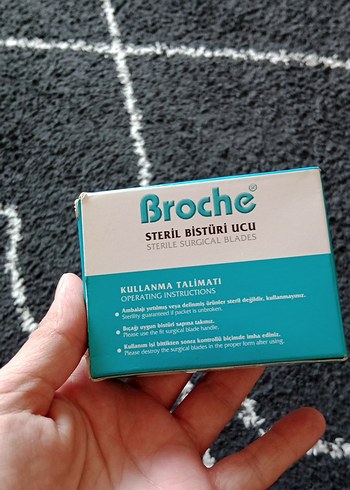 Broche®
STERİL BİSTÜRİ UCU
STERILE SURGICAL BLADES
KULLANMA TALİMATI
OPERATING INSTRUCTIONS
Ambalajı yırtılmış veya delinmiş ürünler steril değildir, kullanmayınız.
Sterility guaranteed if packet is unbroken.
Bıçağı uygun bistüri sapına takınız.
Please use the fit surgical blade handle.
Kullanım işi bittikten sonra kontrollü biçimde imha ediniz.
Please destroy the surgical blades in the proper form after using.